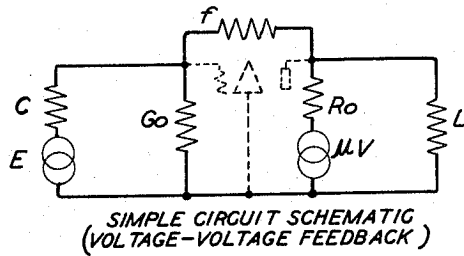 f
C
Go
Ro
L
E
μV
SIMPLE CIRCUIT SCHEMATIC
(VOLTAGE-VOLTAGE FEEDBACK)